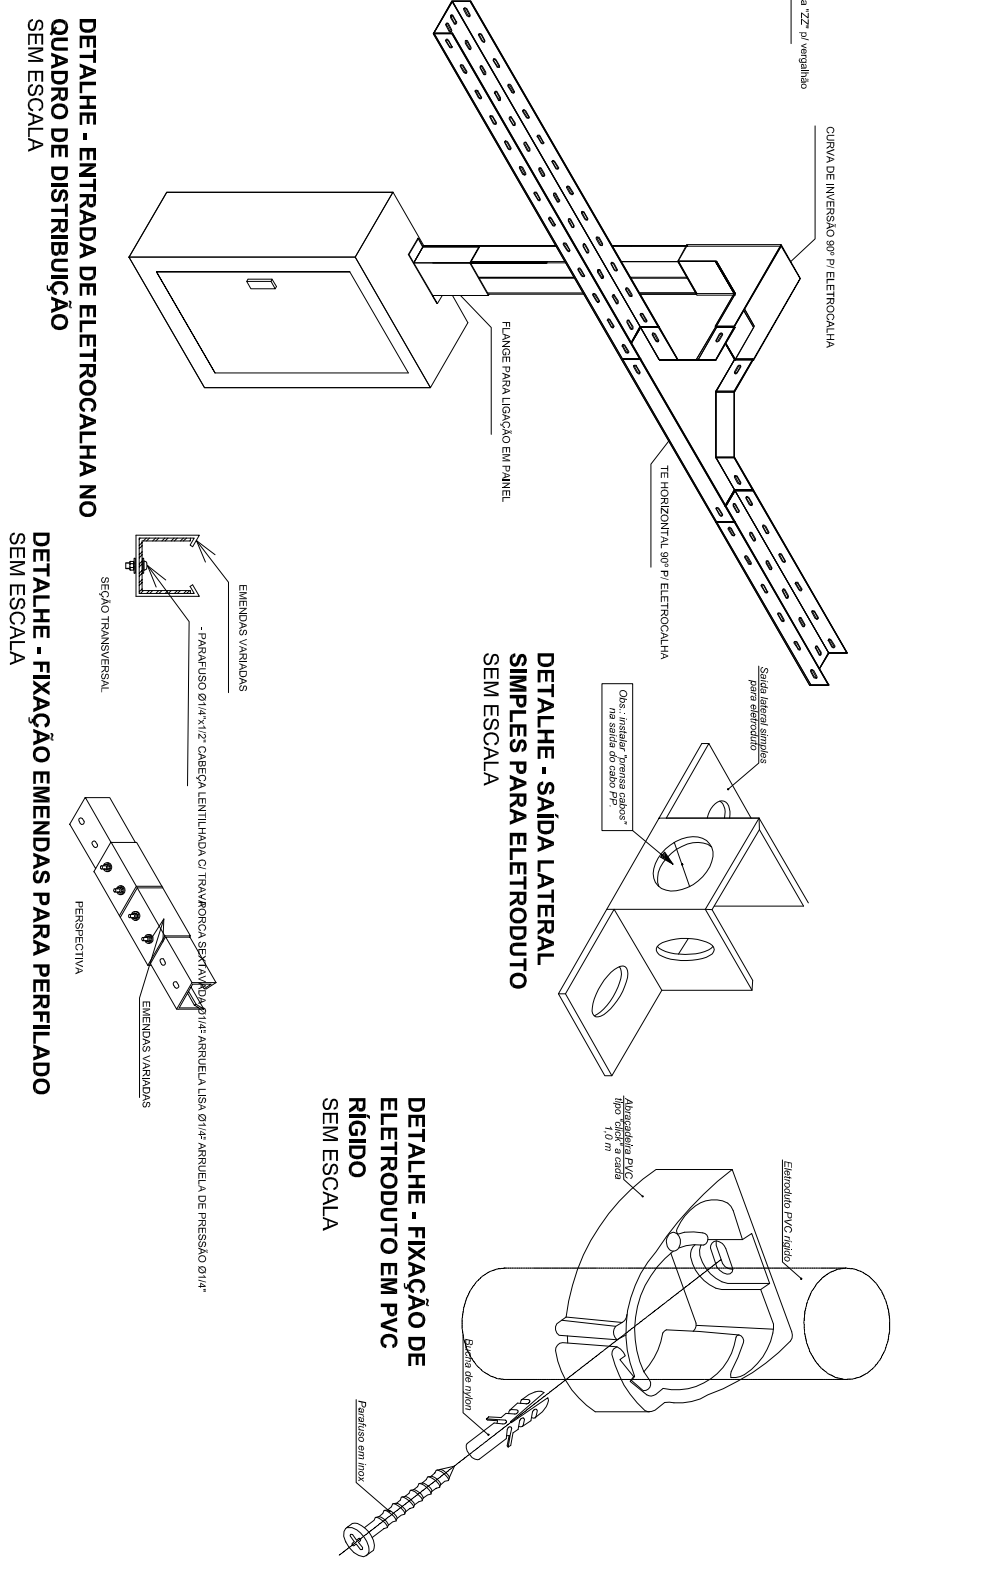 a "ZZ" p/ vergalhão
CURVA DE INVERSÃO 90° P/ ELETROCALHA
FLANGE PARA LIGAÇÃO EM PAINEL
TE HORIZONTAL 90° P/ ELETROCALHA
DETALHE - ENTRADA DE ELETROCALHA NO
QUADRO DE DISTRIBUIÇÃO
SEM ESCALA
Saída lateral simples
para eletroduto
Obs.: instalar "prensa cabos"
na saída do cabo PP.
DETALHE - SAÍDA LATERAL
SIMPLES PARA ELETRODUTO
SEM ESCALA
EMENDAS VARIADAS
- PARAFUSO Ø1/4"x1/2" CABEÇA LENTILHADA C/ TRAVA
PORCA SEXTAVADA Ø1/4"
ARRUELA LISA Ø1/4"
ARRUELA DE PRESSÃO Ø1/4"
SEÇÃO TRANSVERSAL
PERSPECTIVA
EMENDAS VARIADAS
DETALHE - FIXAÇÃO EMENDAS PARA PERFILADO
SEM ESCALA
Eletroduto PVC rígido
Abraçadeira PVC
tipo "click" a cada
1,0 m
Bucha de nylon
Parafuso em inox
DETALHE - FIXAÇÃO DE
ELETRODUTO EM PVC
RÍGIDO
SEM ESCALA